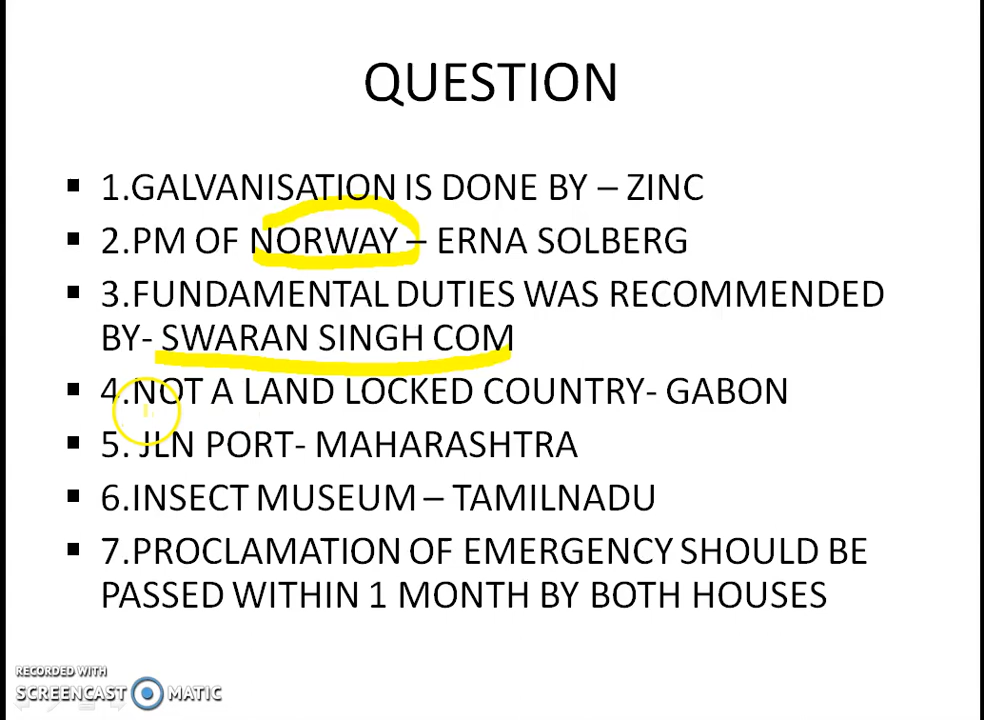 QUESTION
▪ 1.GALVANISATION IS DONE BY – ZINC
▪ 2.PM OF NORWAY – ERNA SOLBERG
▪ 3.FUNDAMENTAL DUTIES WAS RECOMMENDED
BY- SWARAN SINGH COM
▪ 4.NOT A LAND LOCKED COUNTRY- GABON
▪ 5. JLN PORT- MAHARASHTRA
▪ 6.INSECT MUSEUM – TAMILNADU
▪ 7.PROCLAMATION OF EMERGENCY SHOULD BE
PASSED WITHIN 1 MONTH BY BOTH HOUSES
RECORDED WITH
SCREENCAST MATIC